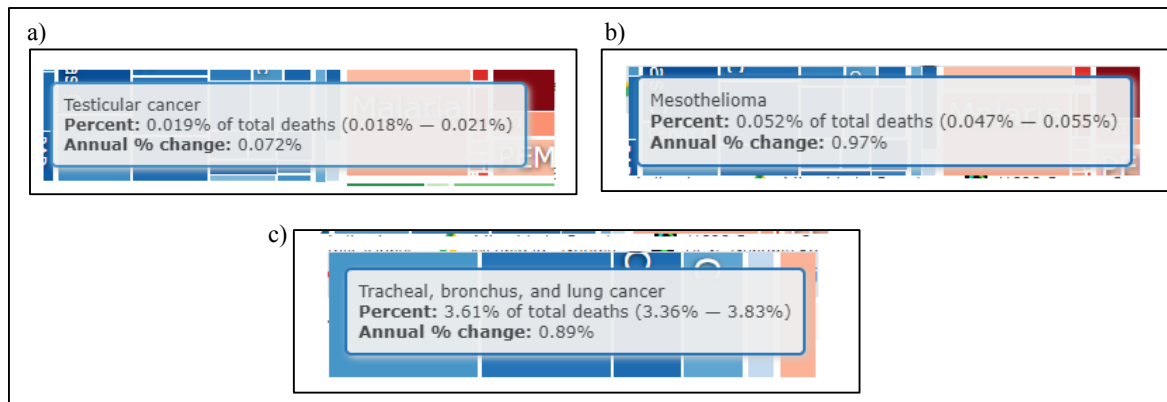 a)
Testicular cancer
Percent: 0.019% of total deaths (0.018% — 0.021%)
Annual % change: 0.072%
b)
Mesothelioma
Percent: 0.052% of total deaths (0.047% — 0.055%)
Annual % change: 0.97%
c)
Tracheal, bronchus, and lung cancer
Percent: 3.61% of total deaths (3.36% — 3.83%)
Annual % change: 0.89%